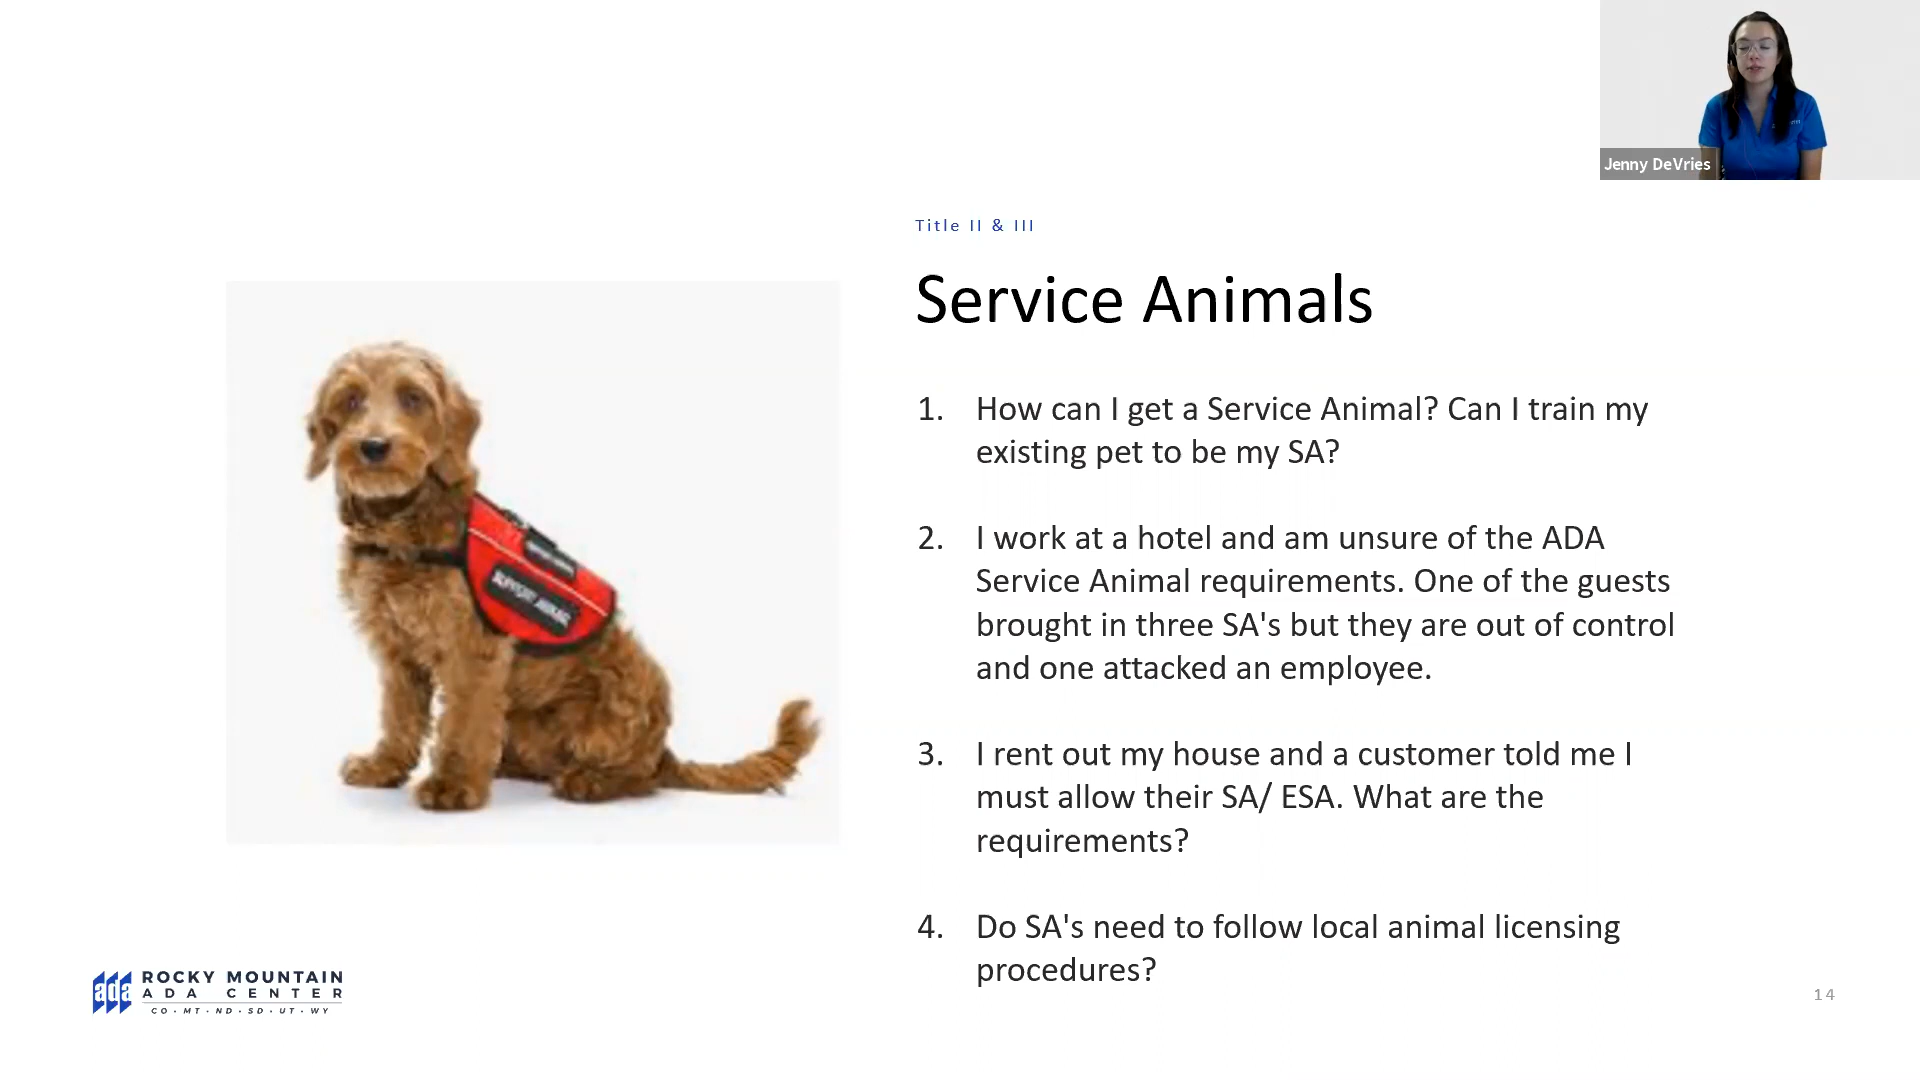 Jenny DeVries
Title II & III
Service Animals
1. How can I get a Service Animal? Can I train my
existing pet to be my SA?
2. I work at a hotel and am unsure of the ADA
Service Animal requirements. One of the guests
brought in three SA's but they are out of control
and one attacked an employee.
3. I rent out my house and a customer told me I
must allow their SA/ ESA. What are the
requirements?
4. Do SA's need to follow local animal licensing
procedures?
SUPPORT ANIMAL
ada
ROCKY MOUNTAIN
ADA CENTER
CO · MT · ND · SD · UT · WY
14